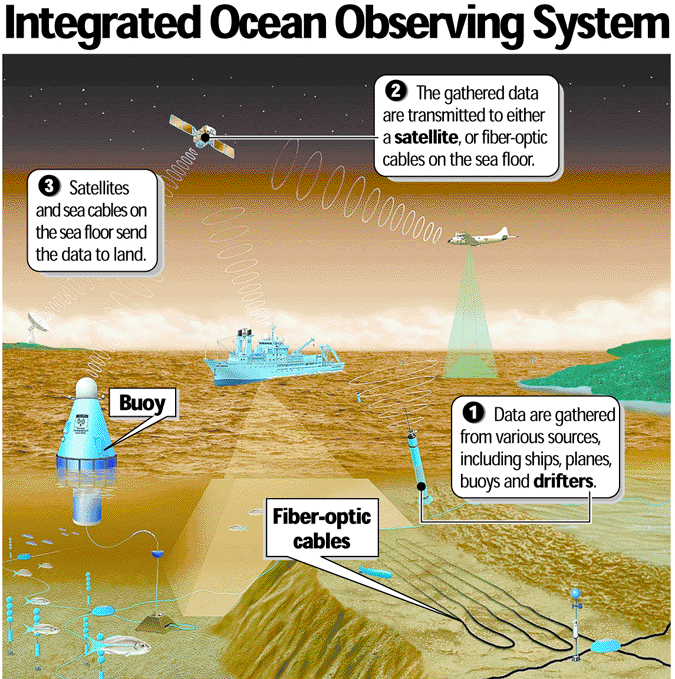 Integrated Ocean Observing System
2 The gathered data
are transmitted to either
a satellite, or fiber-optic
cables on the sea floor.
3 Satellites
and sea cables on
the sea floor send
the data to land.
Buoy
1 Data are gathered
from various sources,
including ships, planes,
buoys and drifters.
Fiber-optic
cables